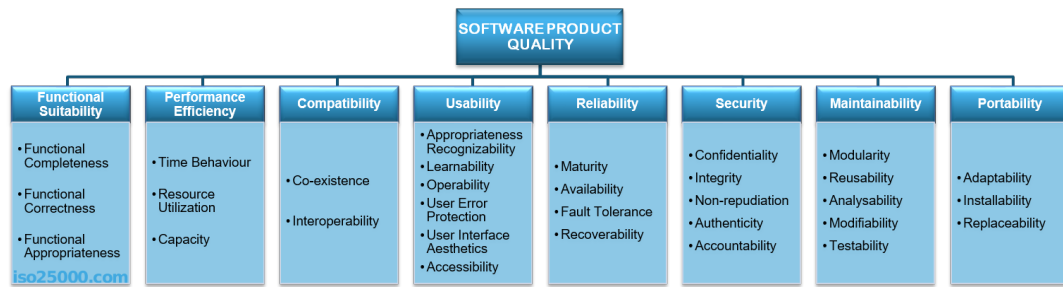 SOFTWARE PRODUCT
QUALITY
Functional
Suitability
• Functional
Completeness
• Functional
Correctness
• Functional
Appropriateness
Performance
Efficiency
• Time Behaviour
• Resource
Utilization
• Capacity
Compatibility
• Co-existence
• Interoperability
Usability
• Appropriateness
Recognizability
• Learnability
• Operability
• User Error
Protection
• User Interface
Aesthetics
• Accessibility
Reliability
• Maturity
• Availability
• Fault Tolerance
• Recoverability
Security
• Confidentiality
• Integrity
• Non-repudiation
• Authenticity
• Accountability
Maintainability
• Modularity
• Reusability
• Analysability
• Modifiability
• Testability
Portability
• Adaptability
• Installability
• Replaceability
iso25000.com